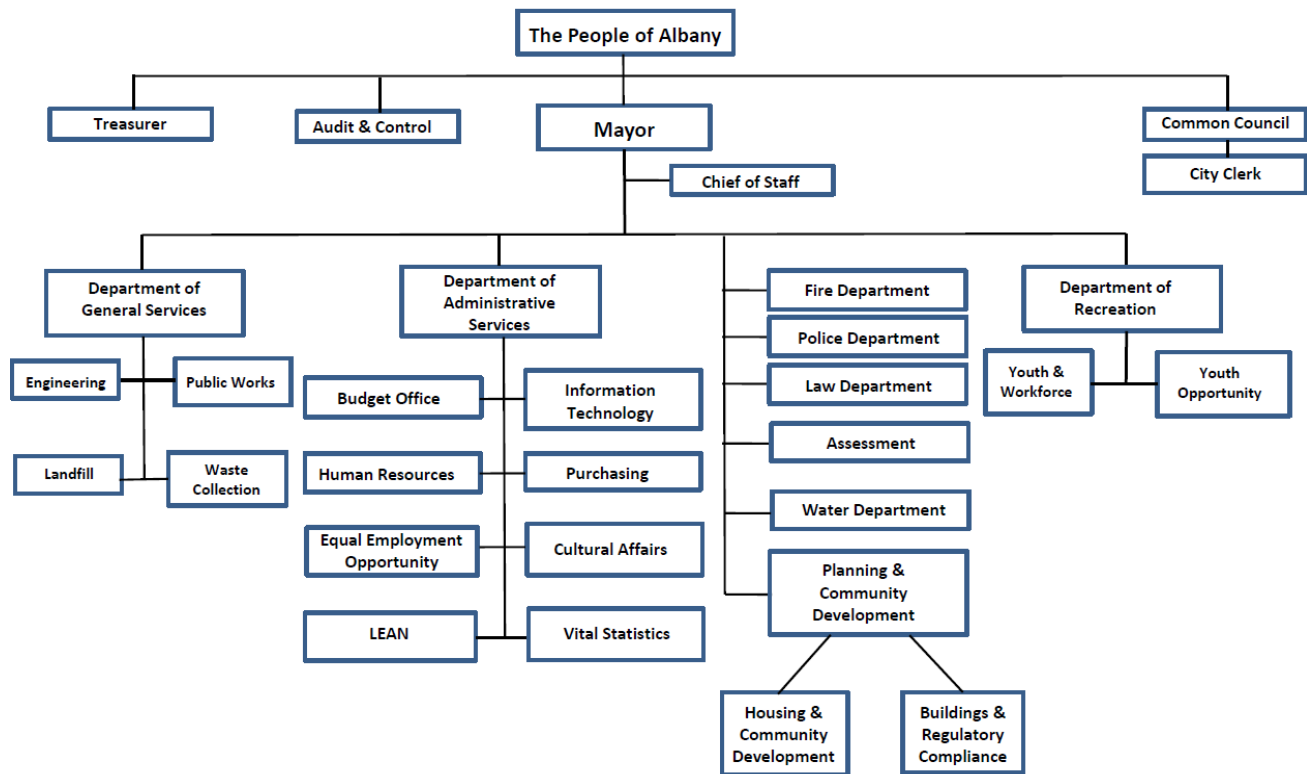 The People of Albany
Treasurer
Audit & Control
Mayor
Common Council
City Clerk
Chief of Staff
Department of
General Services
Department of
Administrative
Services
Fire Department
Department of
Recreation
Police Department
Engineering
Public Works
Law Department
Youth &
Workforce
Youth
Opportunity
Budget Office
Information
Technology
Assessment
Landfill
Waste
Collection
Human Resources
Purchasing
Water Department
Equal Employment
Opportunity
Cultural Affairs
Planning &
Community
Development
LEAN
Vital Statistics
Housing &
Community
Development
Buildings &
Regulatory
Compliance